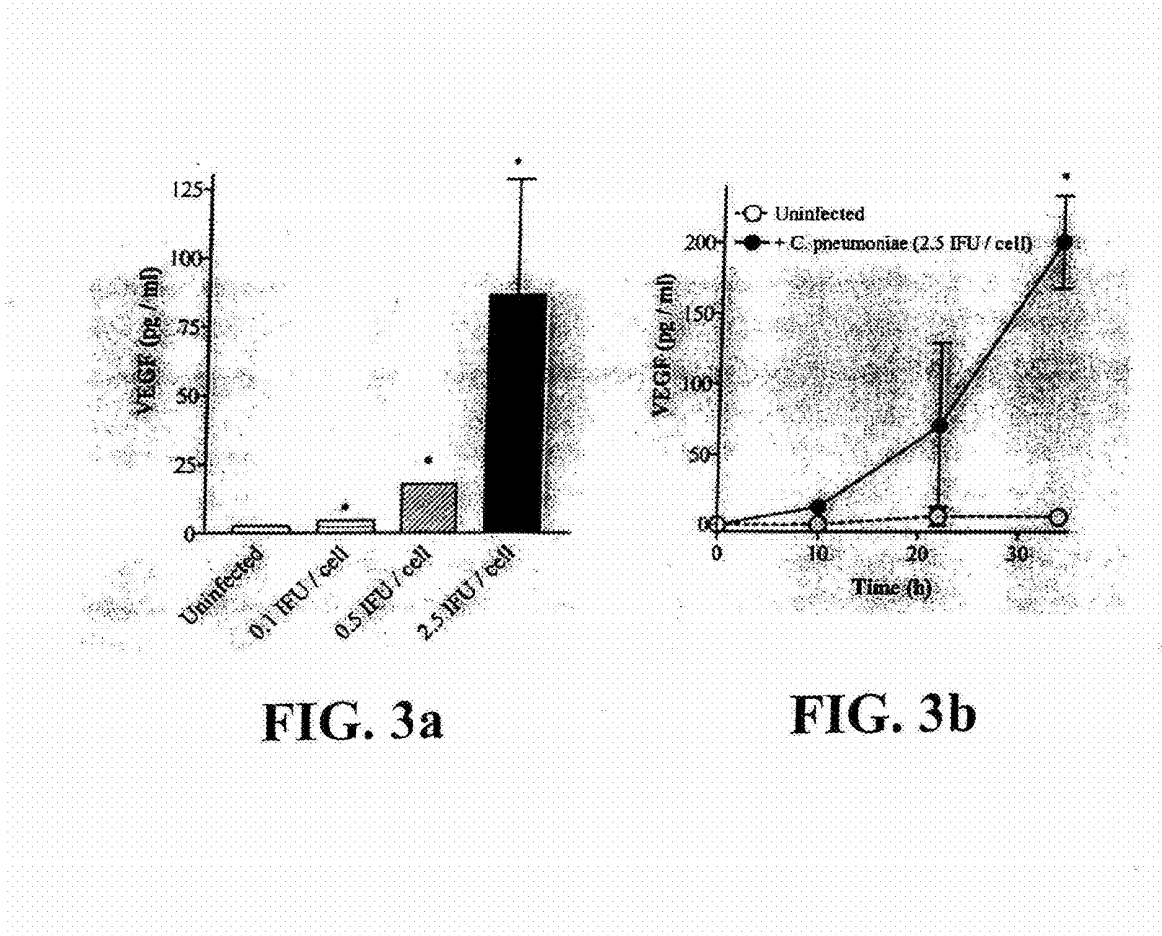 *
125
100
75
50
25
0
VEGF (pg / ml)
*
*
Uninfected
0.1 IFU / cell
0.5 IFU / cell
2.5 IFU / cell
FIG. 3a
*
Uninfected
+ C. pneumoniae (2.5 IFU / cell)
200
150
100
50
0
VEGF (pg / ml)
0
10
20
30
Time (h)
FIG. 3b